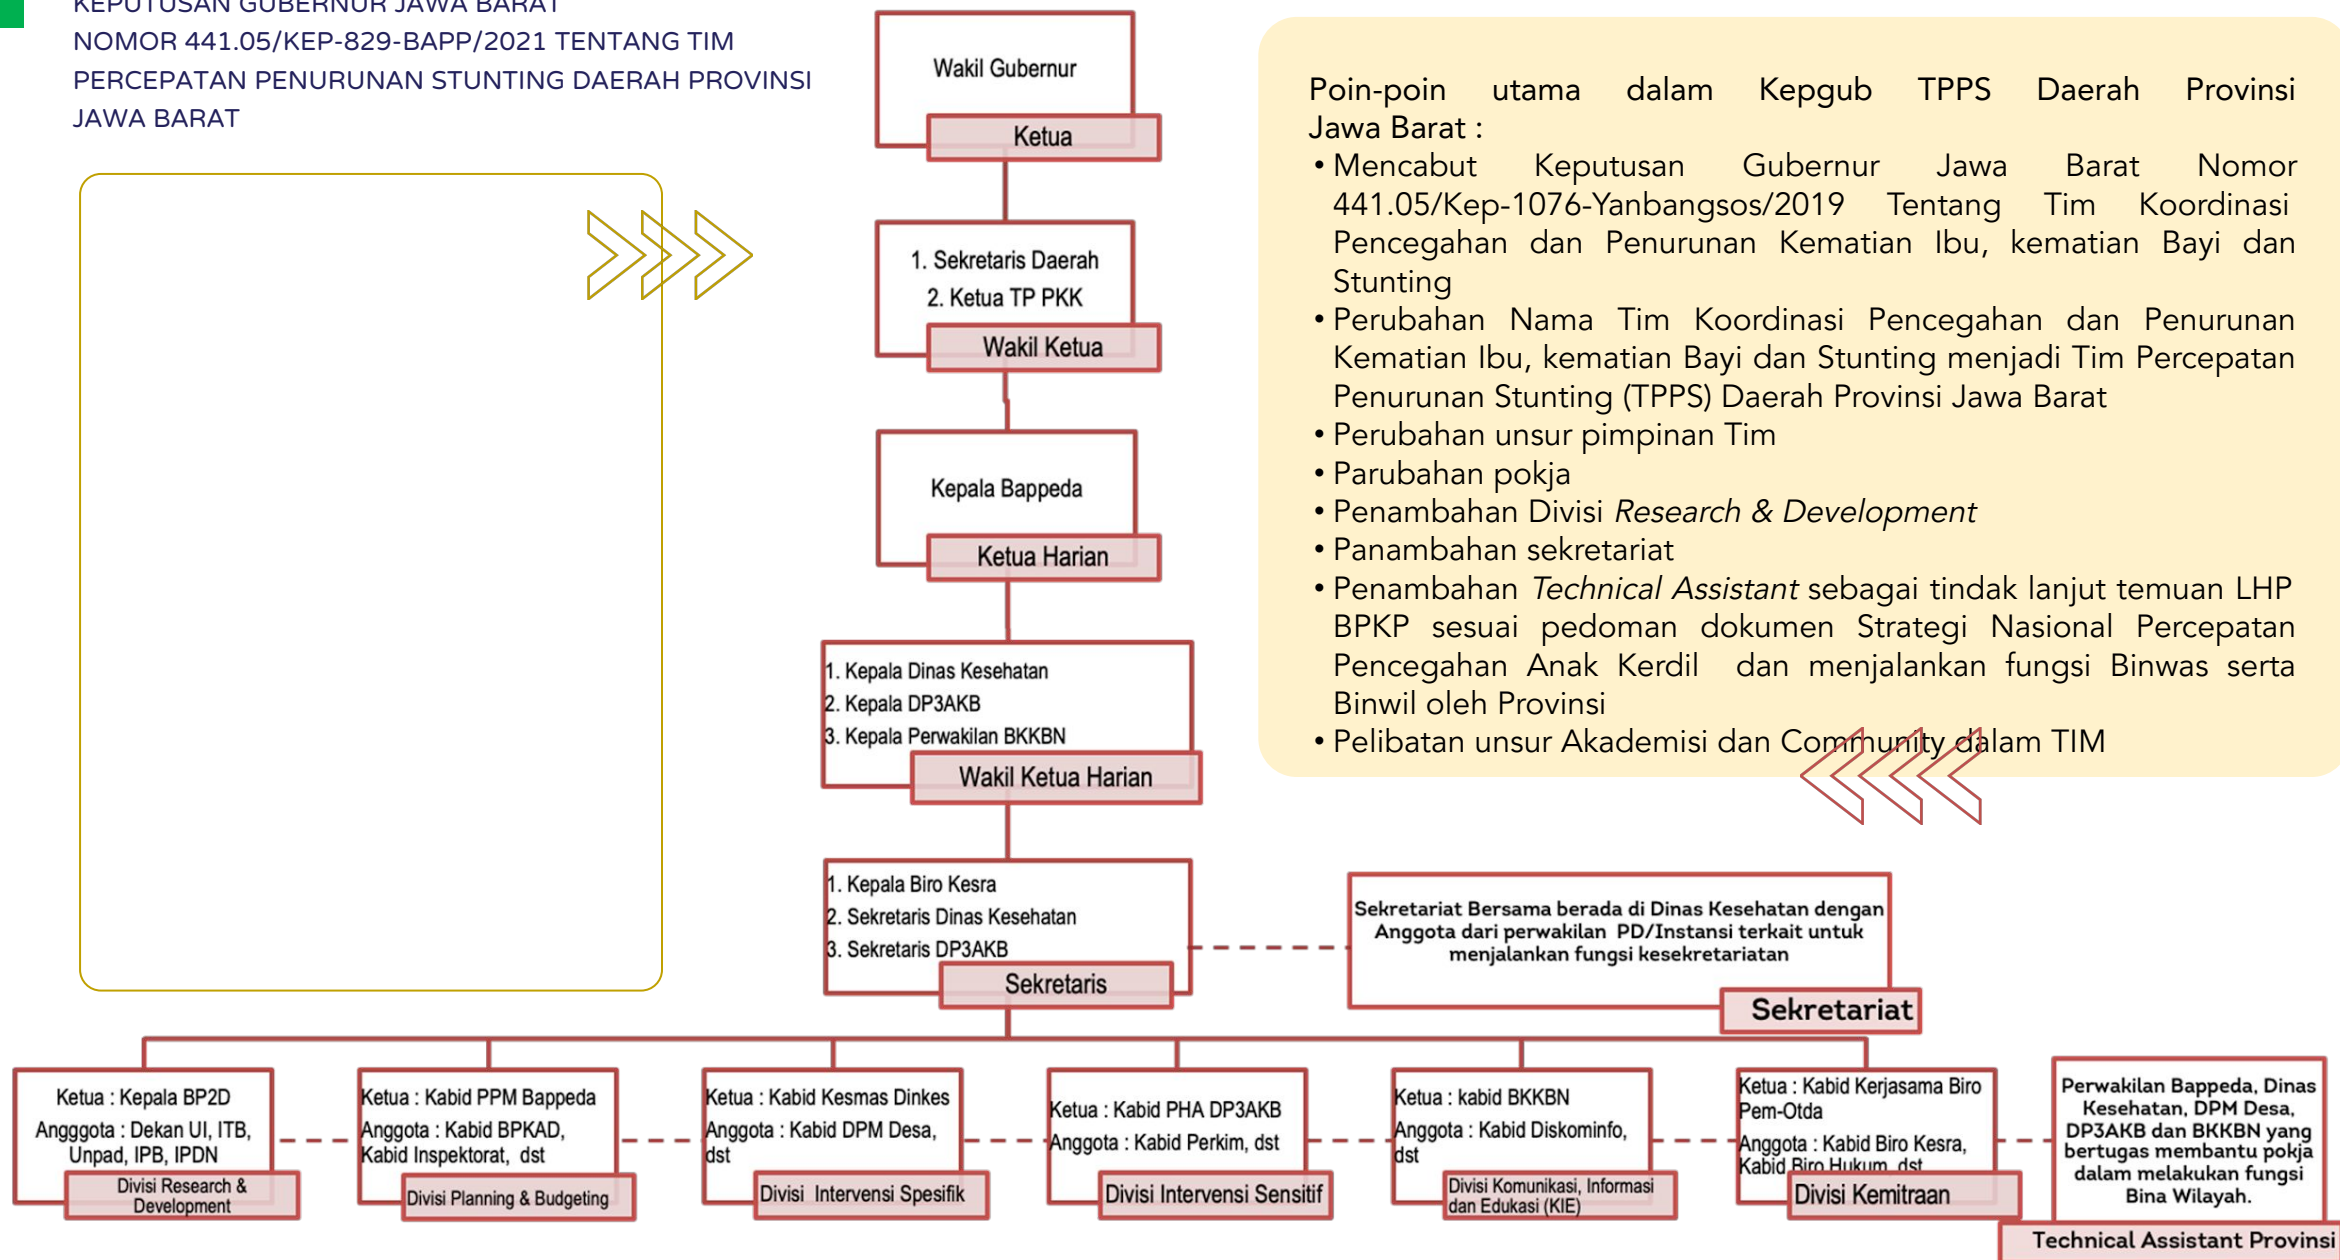 KEPUTUSAN GUBERNUR JAWA BARAT
NOMOR 441.05/KEP-829-BAPP/2021 TENTANG TIM
PERCEPATAN PENURUNAN STUNTING DAERAH PROVINSI
JAWA BARAT
Wakil Gubernur
Ketua
1. Sekretaris Daerah
2. Ketua TP PKK
Wakil Ketua
Kepala Bappeda
Ketua Harian
1. Kepala Dinas Kesehatan
2. Kepala DP3AKB
3. Kepala Perwakilan BKKBN
Wakil Ketua Harian
1. Kepala Biro Kesra
2. Sekretaris Dinas Kesehatan
3. Sekretaris DP3AKB
Sekretaris
Poin-poin utama dalam Kepgub TPPS Daerah Provinsi
Jawa Barat :
• Mencabut Keputusan Gubernur Jawa Barat Nomor
441.05/Kep-1076-Yanbangsos/2019 Tentang Tim Koordinasi
Pencegahan dan Penurunan Kematian Ibu, kematian Bayi dan
Stunting
• Perubahan Nama Tim Koordinasi Pencegahan dan Penurunan
Kematian Ibu, kematian Bayi dan Stunting menjadi Tim Percepatan
Penurunan Stunting (TPPS) Daerah Provinsi Jawa Barat
• Perubahan unsur pimpinan Tim
• Parubahan pokja
• Penambahan Divisi Research & Development
• Panambahan sekretariat
• Penambahan Technical Assistant sebagai tindak lanjut temuan LHP
BPKP sesuai pedoman dokumen Strategi Nasional Percepatan
Pencegahan Anak Kerdil dan menjalankan fungsi Binwas serta
Binwil oleh Provinsi
• Pelibatan unsur Akademisi dan Community dalam TIM
Sekretariat Bersama berada di Dinas Kesehatan dengan
Anggota dari perwakilan PD/Instansi terkait untuk
menjalankan fungsi kesekretariatan
Sekretariat
Ketua : Kepala BP2D
Angggota : Dekan UI, ITB,
Unpad, IPB, IPDN
Divisi Research &
Development
Ketua : Kabid PPM Bappeda
Anggota : Kabid BPKAD,
Kabid Inspektorat, dst
Divisi Planning & Budgeting
Ketua : Kabid Kesmas Dinkes
Anggota : Kabid DPM Desa,
dst
Divisi Intervensi Spesifik
Ketua : Kabid PHA DP3AKB
Anggota : Kabid Perkim, dst
Divisi Intervensi Sensitif
Ketua : kabid BKKBN
Anggota : Kabid Diskominfo,
dst
Divisi Komunikasi, Informasi
dan Edukasi (KIE)
Ketua : Kabid Kerjasama Biro
Pem-Otda
Anggota : Kabid Biro Kesra,
Kabid Biro Hukum, dst
Divisi Kemitraan
Perwakilan Bappeda, Dinas
Kesehatan, DPM Desa,
DP3AKB dan BKKBN yang
bertugas membantu pokja
dalam melakukan fungsi
Bina Wilayah.
Technical Assistant Provinsi